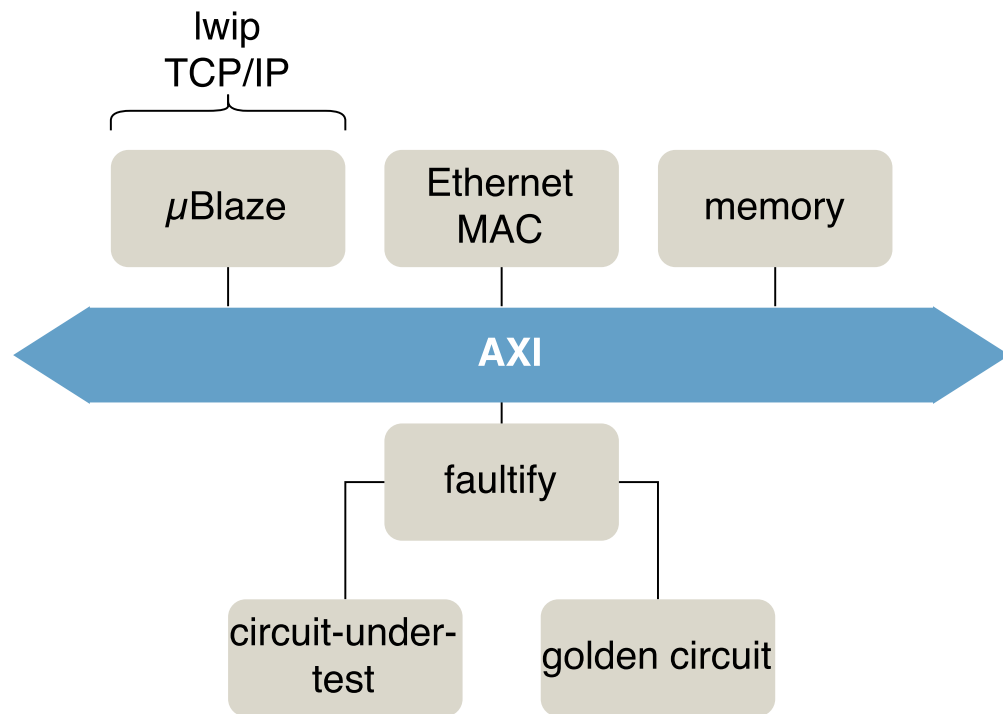 lwip
TCP/IP
µBlaze
Ethernet
MAC
memory
AXI
faultify
circuit-under-
test
golden circuit